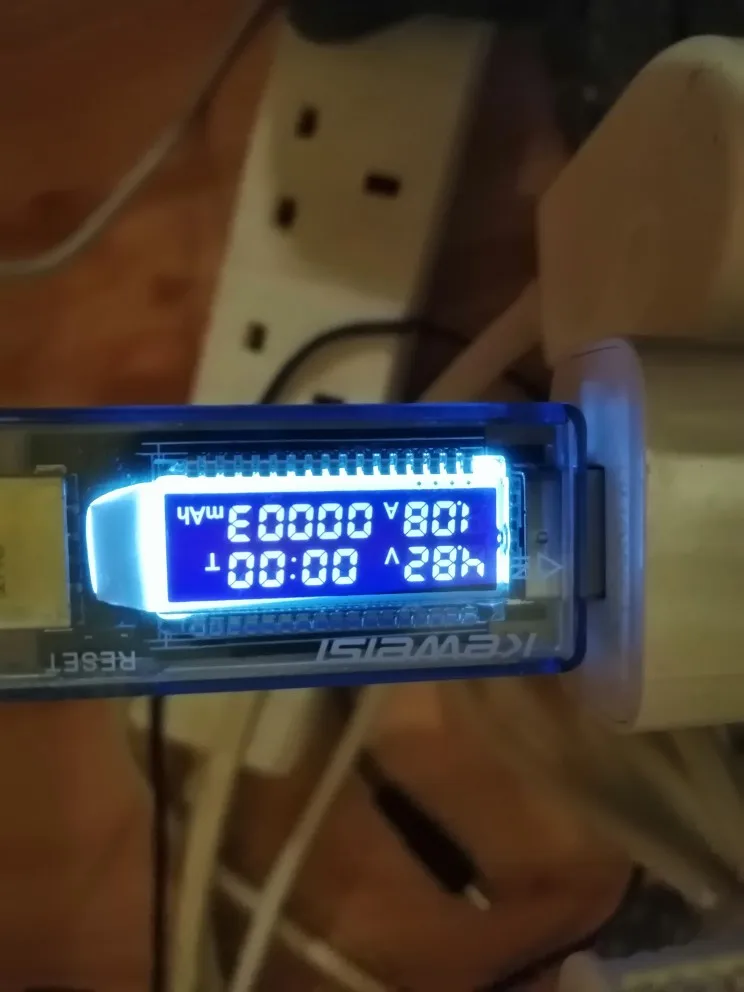 KEWEISI
RESET
4.82V 00:00 T
1.08A 00003mAh